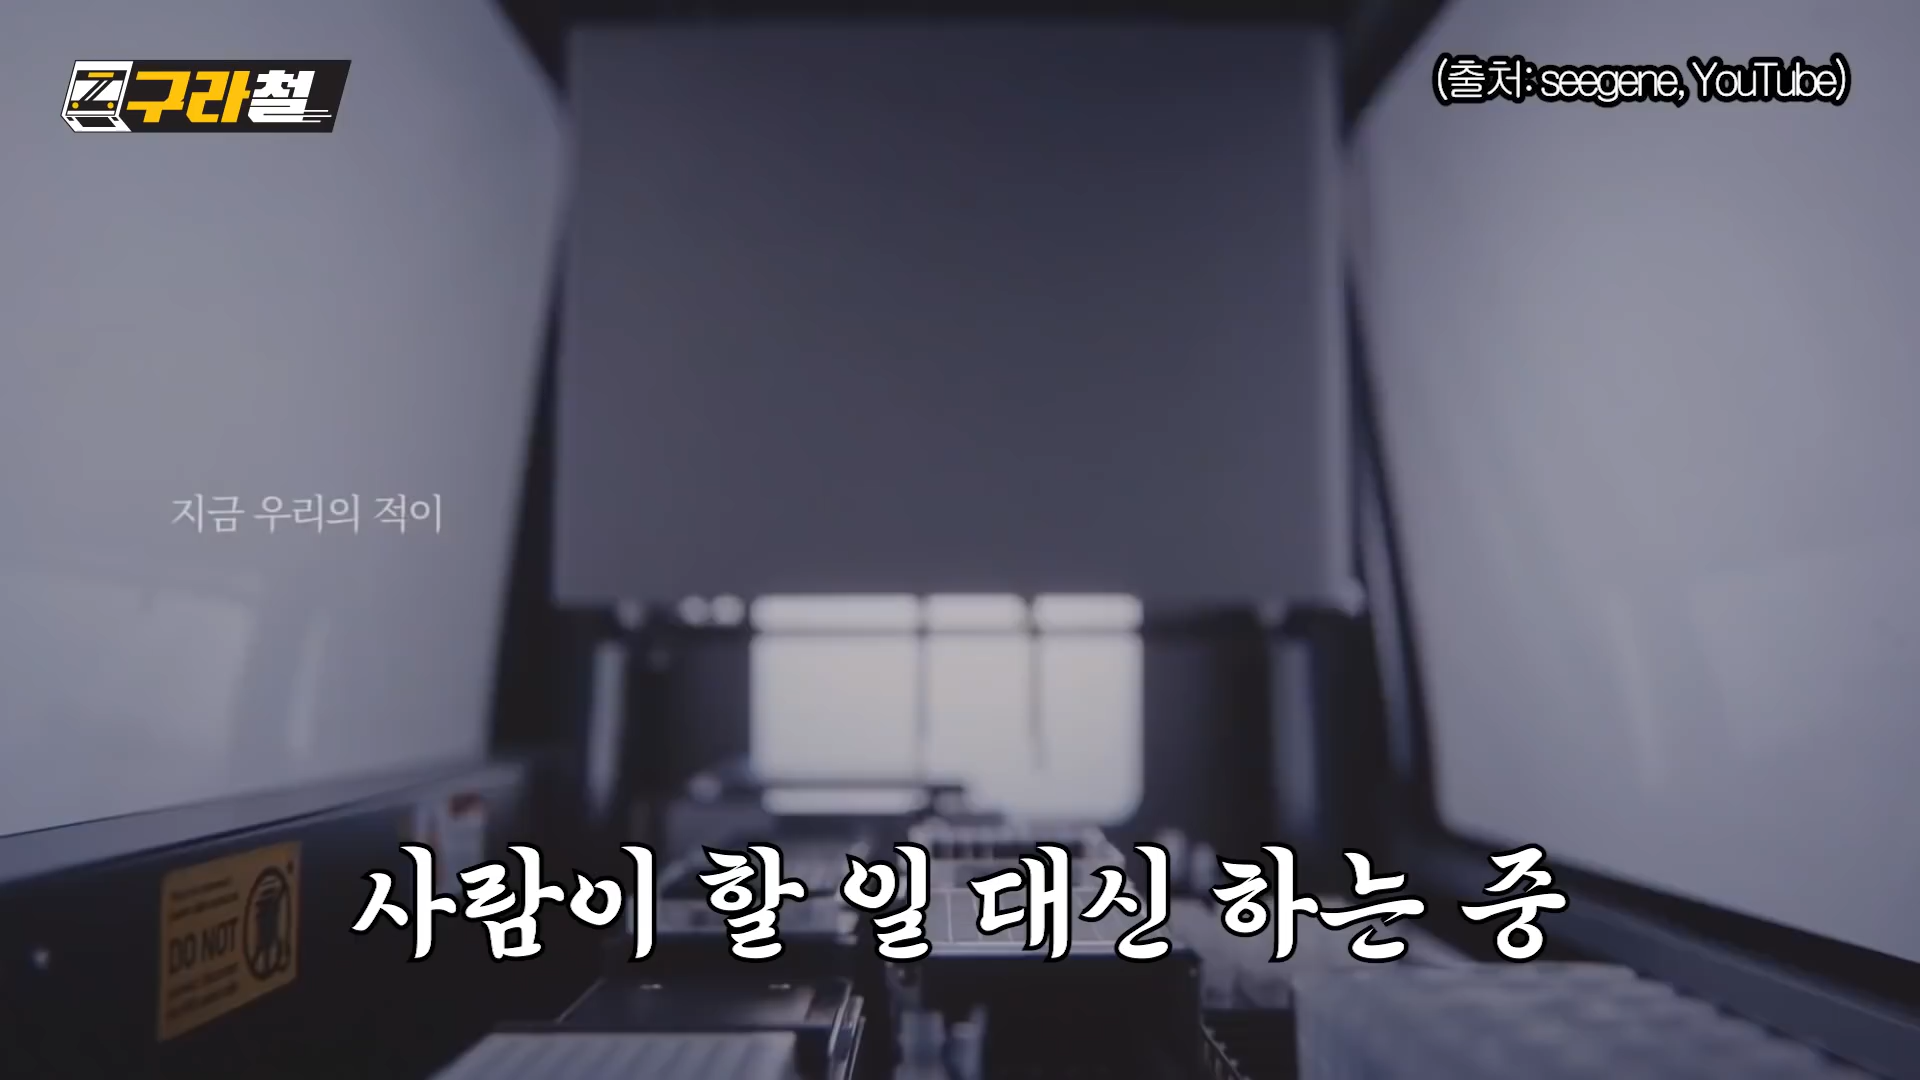 구라철
(출처: seegene, YouTube)
지금 우리의 적이
사람이 할 일 대신 하는 중
DO NOT